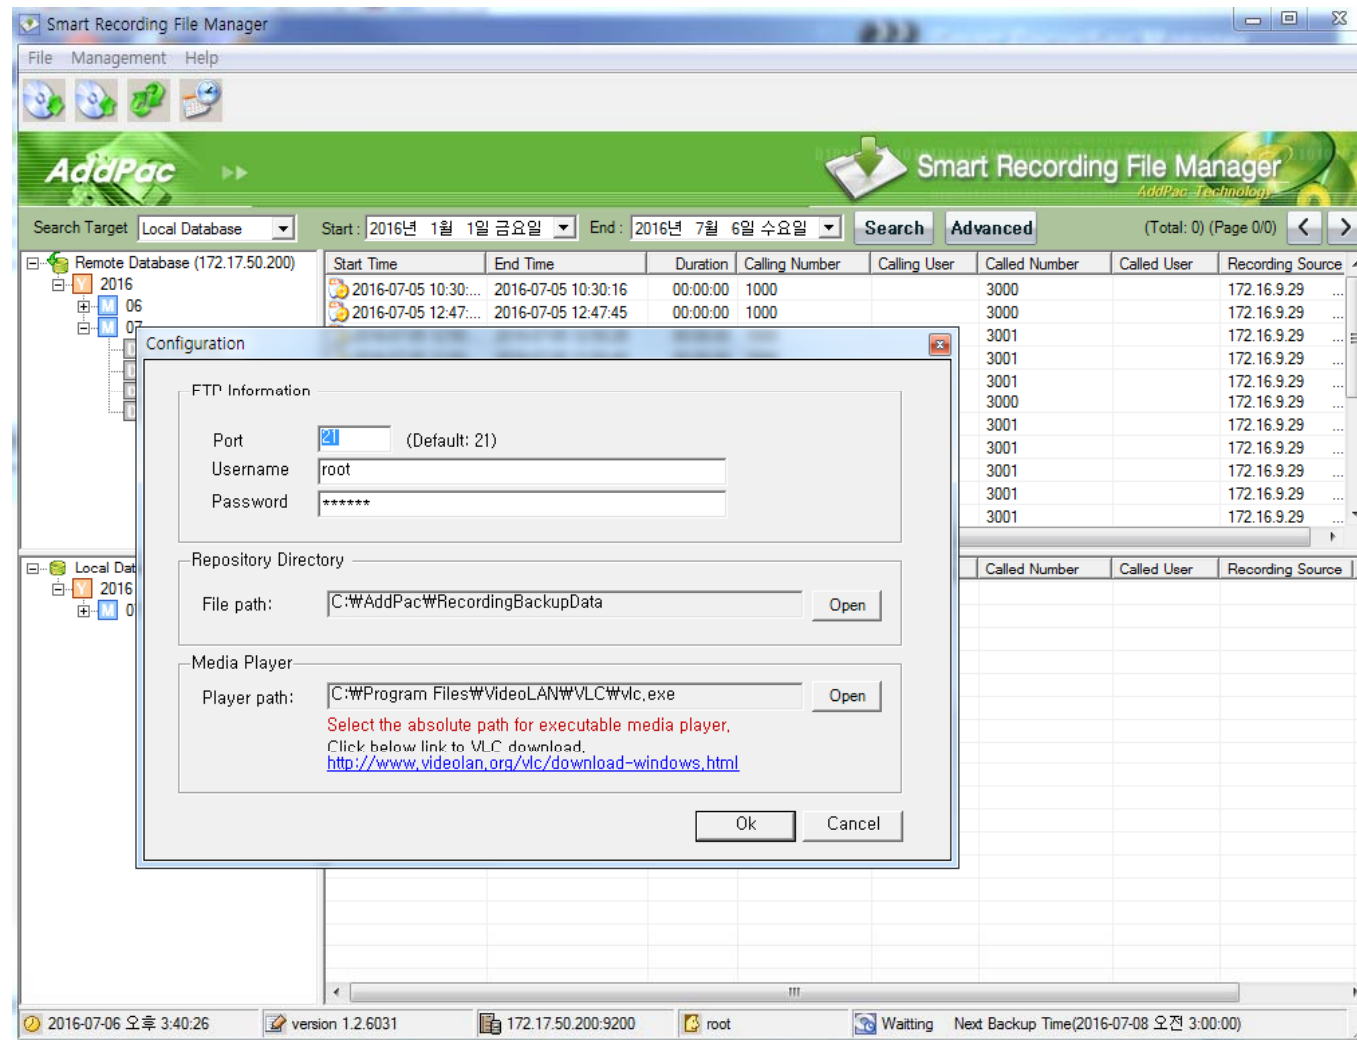 Smart Recording File Manager
File Management Help
AddPac
Smart Recording File Manager
AddPac Technology
Search Target Local Database Start : 2016년 1월 1일 금요일 End : 2016년 7월 6일 수요일 Search Advanced (Total: 0) (Page 0/0) < >
Remote Database (172.17.50.200)
Y 2016
M 06
M 07
Start Time End Time Duration Calling Number Calling User Called Number Called User Recording Source
2016-07-05 10:30:... 2016-07-05 10:30:16 00:00:00 1000 3000 172.16.9.29 ...
2016-07-05 12:47:... 2016-07-05 12:47:45 00:00:00 1000 3000 172.16.9.29 ...
3001 172.16.9.29 ...
3001 172.16.9.29 ...
3001 172.16.9.29 ...
3000 172.16.9.29 ...
3001 172.16.9.29 ...
3001 172.16.9.29 ...
3001 172.16.9.29 ...
3001 172.16.9.29 ...
3001 172.16.9.29 ...
Configuration
FTP Information
Port 21 (Default: 21)
Username root
Password ******
Repository Directory
File path: C:₩AddPac₩RecordingBackupData Open
Media Player
Player path: C:₩Program Files₩VideoLAN₩VLC₩vlc.exe Open
Select the absolute path for executable media player.
Click below link to VLC download.
http://www.videolan.org/vlc/download-windows.html
Ok Cancel
Local Dat
Y 2016
M 0
Called Number Called User Recording Source
2016-07-06 오후 3:40:26 version 1.2.6031 172.17.50.200:9200 root Waitting Next Backup Time(2016-07-08 오전 3:00:00)